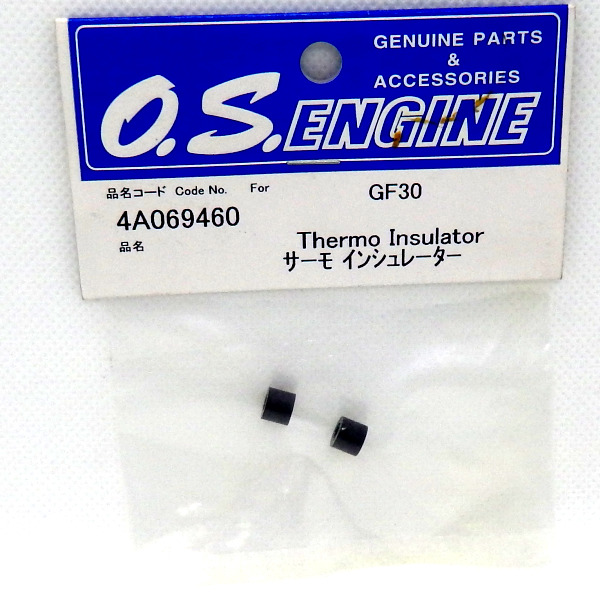 GENUINE PARTS
&
ACCESSORIES
O.S.ENGINE
品名コード Code No. For GF30
4A069460
品名 Thermo Insulator
サーモ インシュレーター